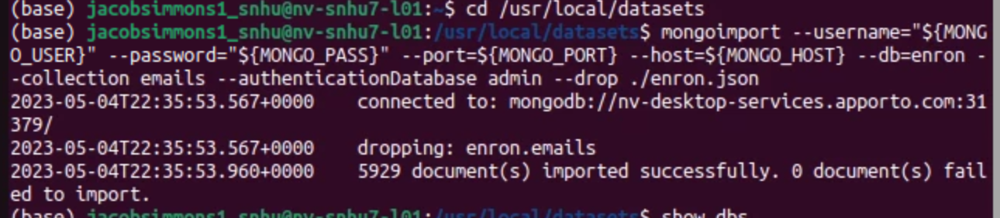 (base) jacobsimmons1_snhu@nv-snhu7-l01:~$ cd /usr/local/datasets
(base) jacobsimmons1_snhu@nv-snhu7-l01:/usr/local/datasets$ mongoimport --username="${MONG
O_USER}" --password="${MONGO_PASS}" --port=${MONGO_PORT} --host=${MONGO_HOST} --db=enron -
-collection emails --authenticationDatabase admin --drop ./enron.json
2023-05-04T22:35:53.567+0000    connected to: mongodb://nv-desktop-services.apporto.com:31
379/
2023-05-04T22:35:53.567+0000    dropping: enron.emails
2023-05-04T22:35:53.960+0000    5929 document(s) imported successfully. 0 document(s) fail
ed to import.
(base) jacobsimmons1_snhu@nv-snhu7-l01:/usr/local/datasets$ show dbs